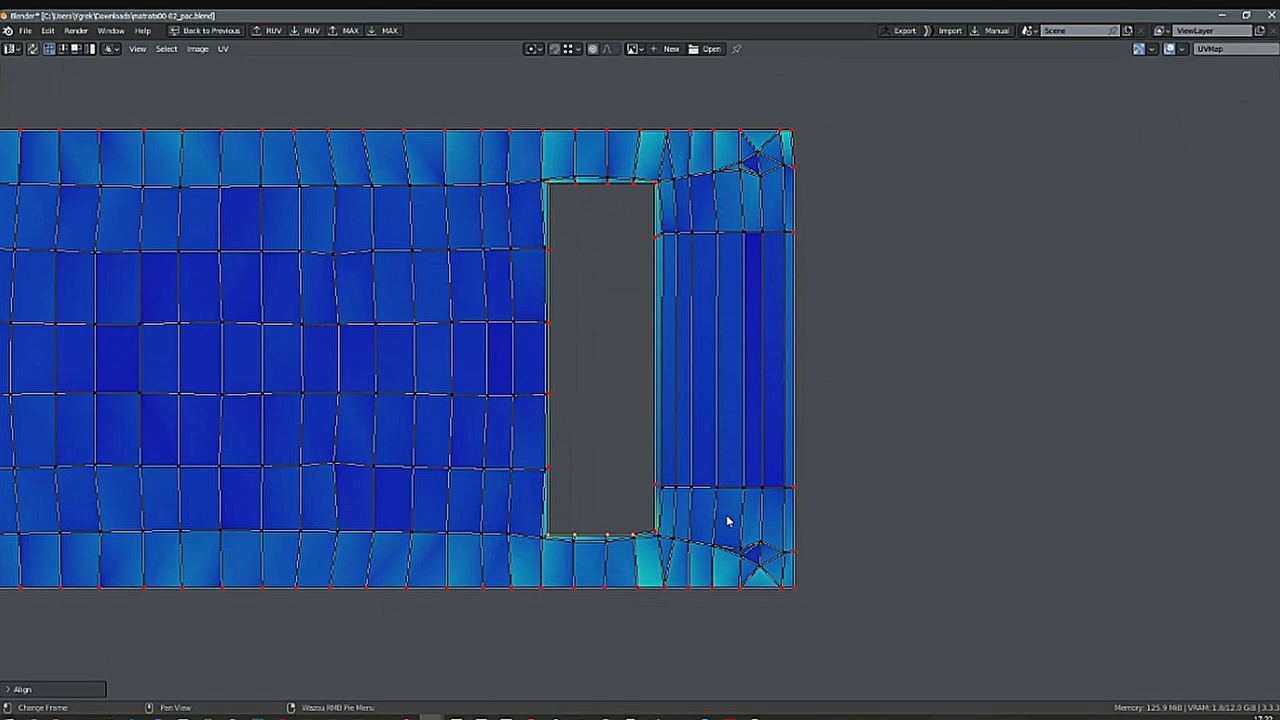 Blender* [C:\Users\Ygrek\Downloads\matrats00-02_pac.blend]
File Edit Render Window Help Back to Previous RUV RUV MAX MAX Export Import Manual Scene ViewLayer
View Select Image UV New Open UVMap
Align
Change Frame Pan View Wazou RMB Pie Menu Memory: 125.9 MiB | VRAM: 1.8/12.0 GiB | 3.3.3